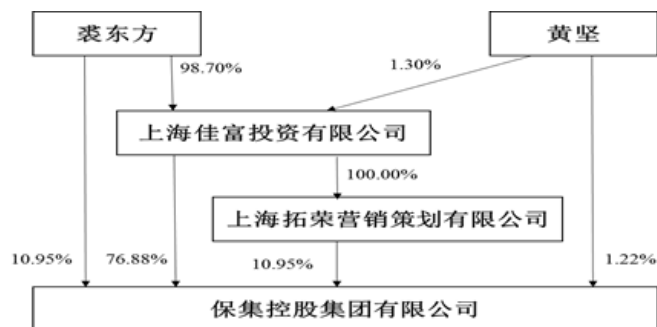 裘东方
黄坚
98.70%
1.30%
上海佳富投资有限公司
100.00%
上海拓荣营销策划有限公司
10.95%
76.88%
10.95%
1.22%
保集控股集团有限公司